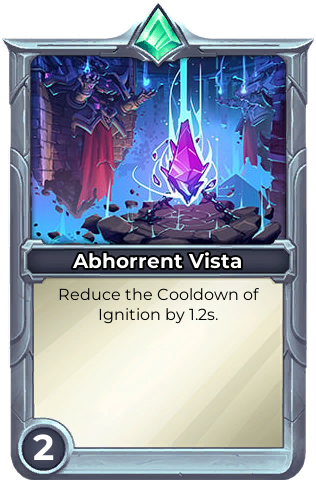 Abhorrent Vista
Reduce the Cooldown of
Ignition by 1.2s.
2